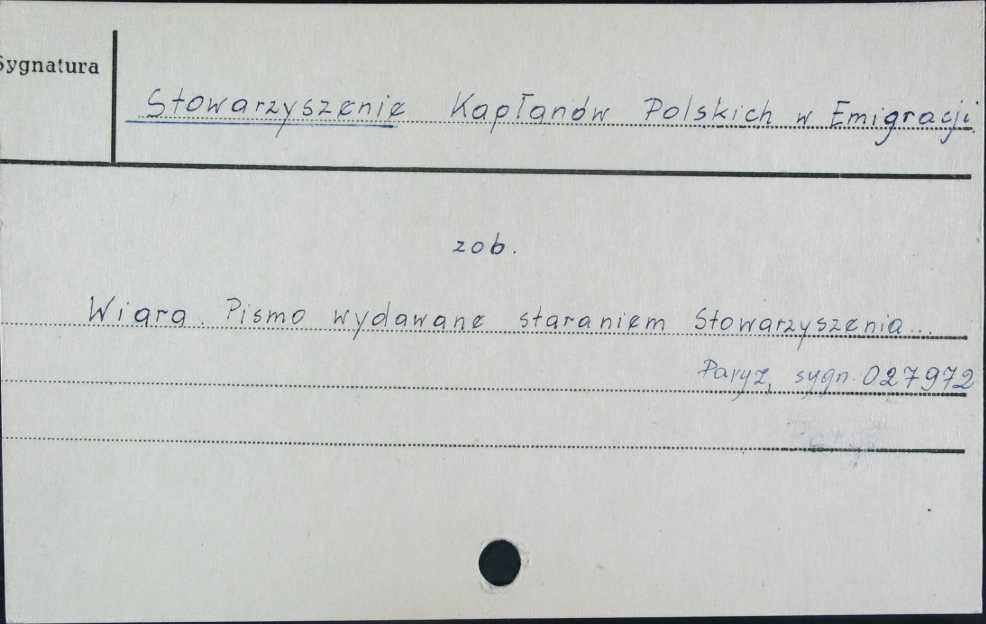 Sygnatura
Stowarzyszenie Kapłanów Polskich w Emigracji
zob.
Wiara. Pismo wydawane staraniem Stowarzyszenia...
Paryż, sygn. 027972